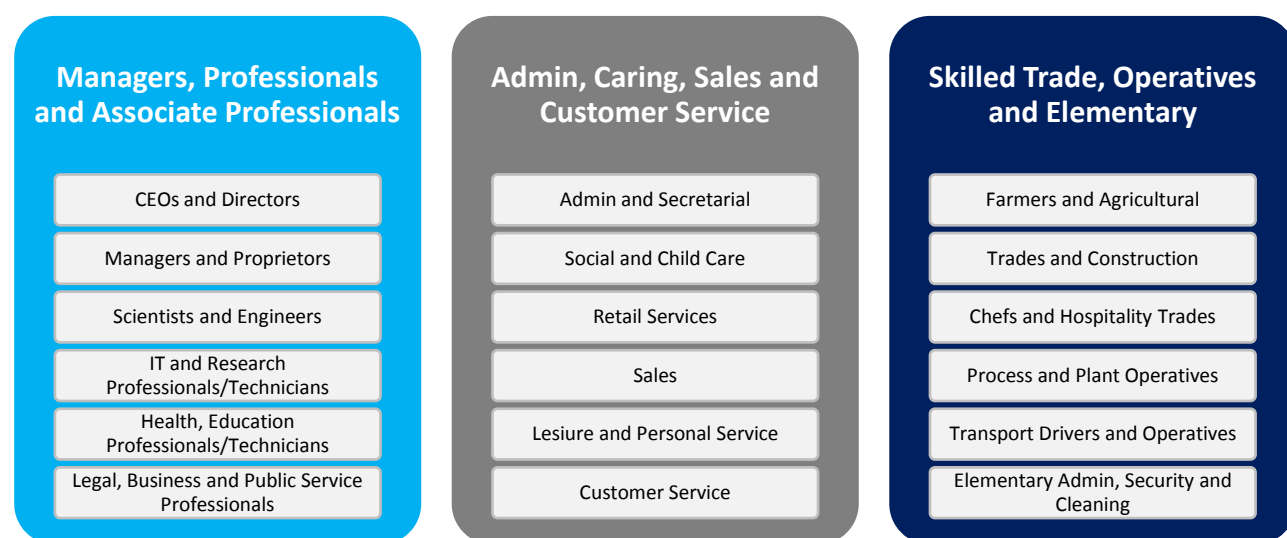 Managers, Professionals
and Associate Professionals
CEOs and Directors
Managers and Proprietors
Scientists and Engineers
IT and Research
Professionals/Technicians
Health, Education
Professionals/Technicians
Legal, Business and Public Service
Professionals
Admin, Caring, Sales and
Customer Service
Admin and Secretarial
Social and Child Care
Retail Services
Sales
Lesiure and Personal Service
Customer Service
Skilled Trade, Operatives
and Elementary
Farmers and Agricultural
Trades and Construction
Chefs and Hospitality Trades
Process and Plant Operatives
Transport Drivers and Operatives
Elementary Admin, Security and
Cleaning